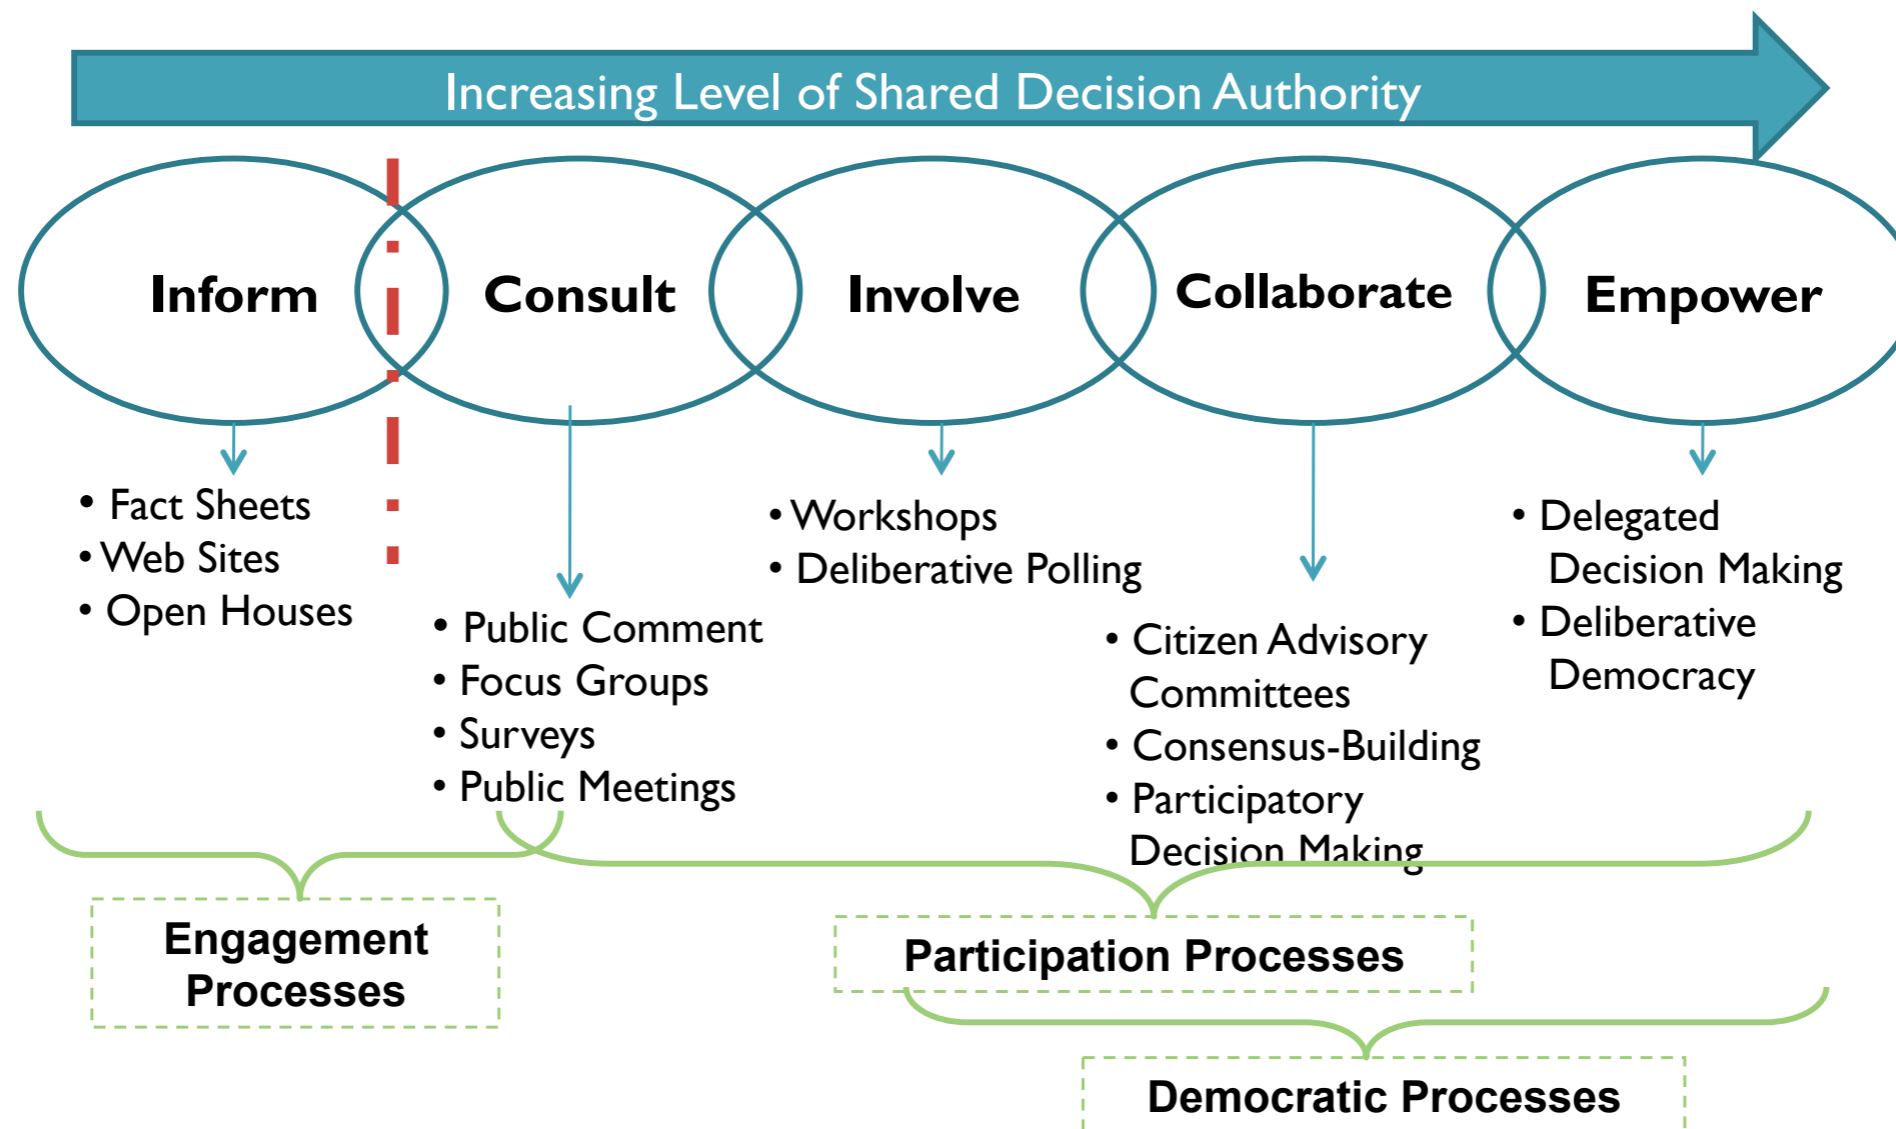 Increasing Level of Shared Decision Authority
Inform
Consult
Involve
Collaborate
Empower
• Fact Sheets
• Web Sites
• Open Houses
• Public Comment
• Focus Groups
• Surveys
• Public Meetings
• Workshops
• Deliberative Polling
• Citizen Advisory
Committees
• Consensus-Building
• Participatory
Decision Making
• Delegated
Decision Making
• Deliberative
Democracy
Engagement
Processes
Participation Processes
Democratic Processes